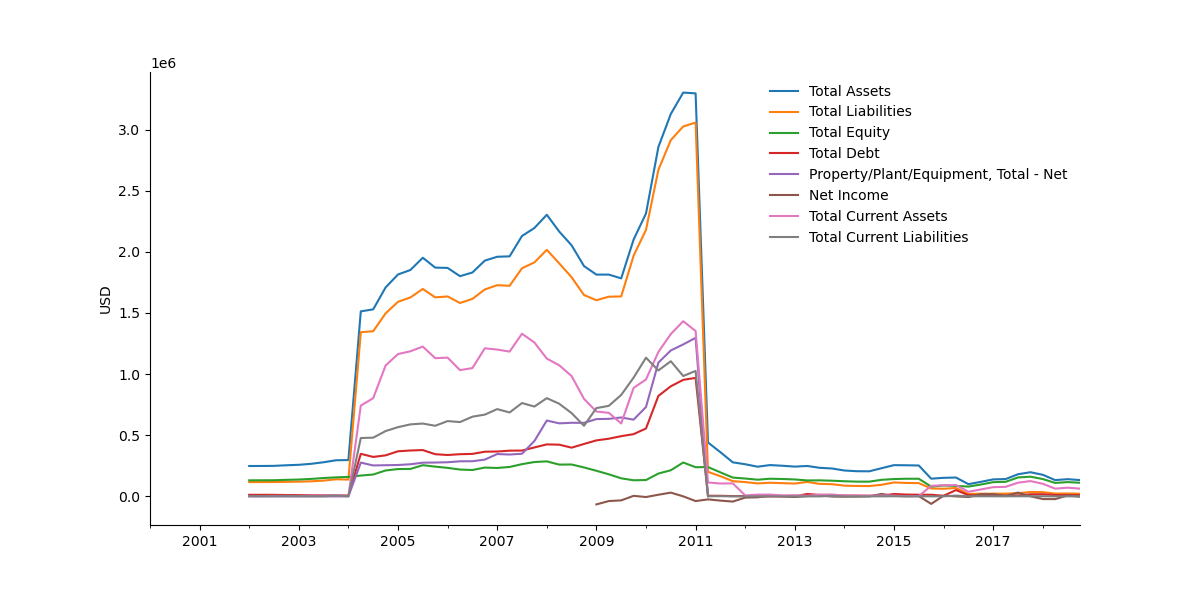 1e6
Total Assets
Total Liabilities
Total Equity
Total Debt
Property/Plant/Equipment, Total - Net
Net Income
Total Current Assets
Total Current Liabilities
USD
3.0
2.5
2.0
1.5
1.0
0.5
0.0
2001 2003 2005 2007 2009 2011 2013 2015 2017